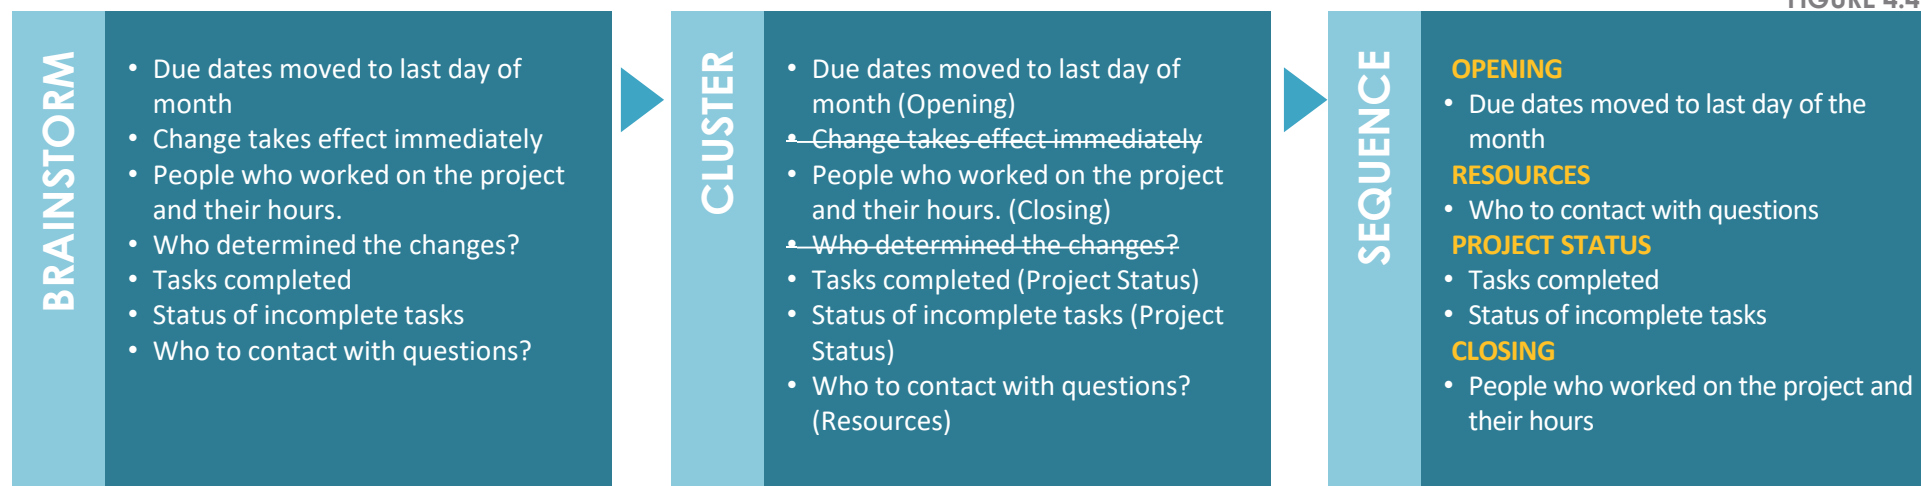 FIGURE 4.4
BRAINSTORM
• Due dates moved to last day of
month
• Change takes effect immediately
• People who worked on the project
and their hours.
• Who determined the changes?
• Tasks completed
• Status of incomplete tasks
• Who to contact with questions?
CLUSTER
• Due dates moved to last day of
month (Opening)
• Change takes effect immediately
• People who worked on the project
and their hours. (Closing)
• Who determined the changes?
• Tasks completed (Project Status)
• Status of incomplete tasks (Project
Status)
• Who to contact with questions?
(Resources)
SEQUENCE
OPENING
• Due dates moved to last day of the
month
RESOURCES
• Who to contact with questions
PROJECT STATUS
• Tasks completed
• Status of incomplete tasks
CLOSING
• People who worked on the project and
their hours